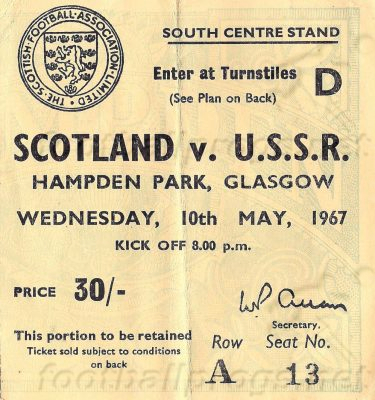 THE SCOTTISH FOOTBALL ASSOCIATION LIMITED
SOUTH CENTRE STAND
Enter at Turnstiles D
(See Plan on Back)
SCOTLAND v. U.S.S.R.
HAMPDEN PARK, GLASGOW
WEDNESDAY, 10th MAY, 1967
KICK OFF 8.00 p.m.
PRICE 30/-
Secretary.
This portion to be retained
Ticket sold subject to conditions
on back
Row Seat No.
A 13